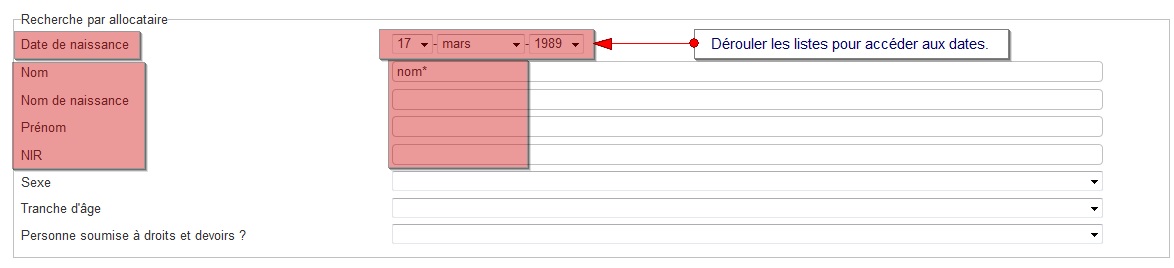 Recherche par allocataire
Date de naissance 17 - mars - 1989 Dérouler les listes pour accéder aux dates.
Nom nom*
Nom de naissance
Prénom
NIR
Sexe
Tranche d'âge
Personne soumise à droits et devoirs ?